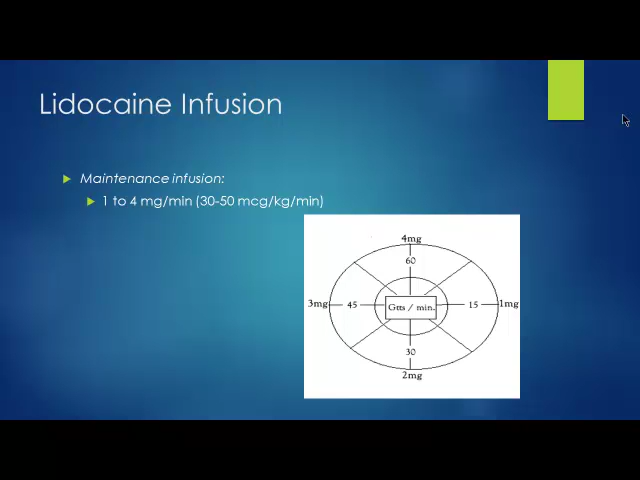 Lidocaine Infusion
Maintenance infusion:
1 to 4 mg/min (30-50 mcg/kg/min)
4mg
60
3mg
45
Gtts / min.
15
1mg
30
2mg